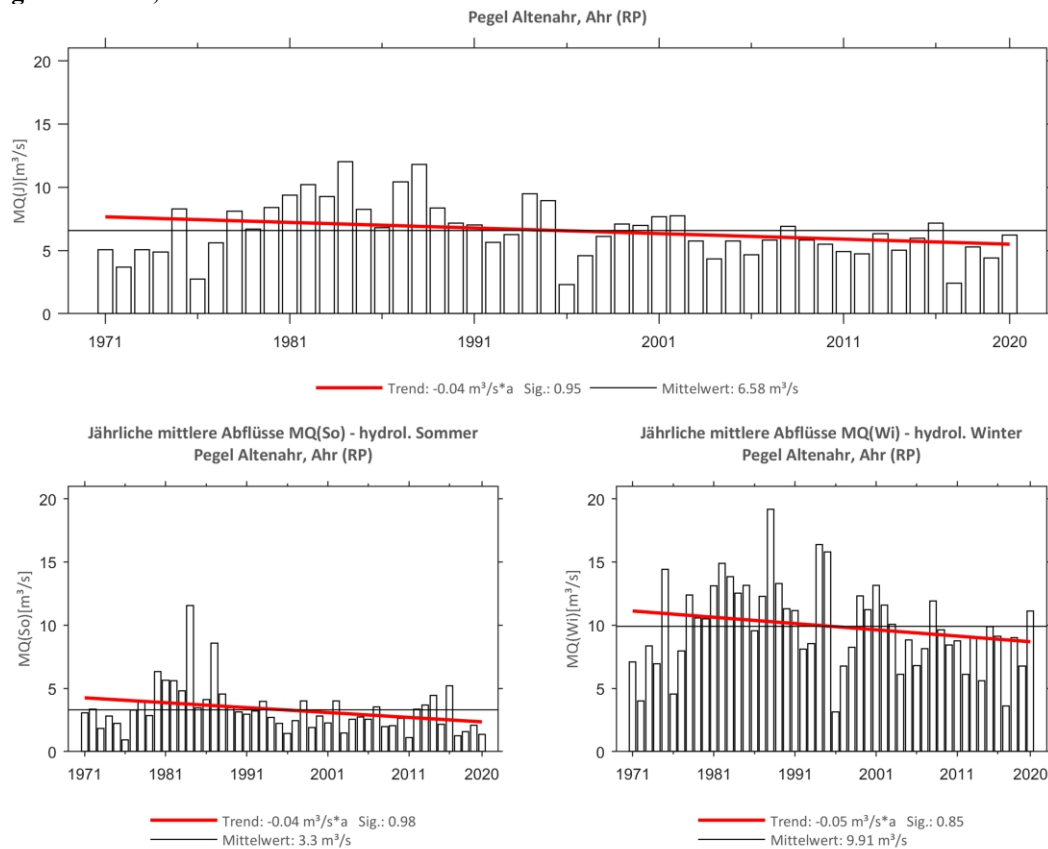 Pegel Altenahr, Ahr (RP)
20
15
10
5
0
MQ(J)[m³/s]
1971 1981 1991 2001 2011 2020
Trend: -0.04 m³/s*a Sig.: 0.95 Mittelwert: 6.58 m³/s
Jährliche mittlere Abflüsse MQ(So) - hydrol. Sommer
Pegel Altenahr, Ahr (RP)
20
15
10
5
0
MQ(So)[m³/s]
1971 1981 1991 2001 2011 2020
Trend: -0.04 m³/s*a Sig.: 0.98
Mittelwert: 3.3 m³/s
Jährliche mittlere Abflüsse MQ(Wi) - hydrol. Winter
Pegel Altenahr, Ahr (RP)
20
15
10
5
0
MQ(Wi)[m³/s]
1971 1981 1991 2001 2011 2020
Trend: -0.05 m³/s*a Sig.: 0.85
Mittelwert: 9.91 m³/s